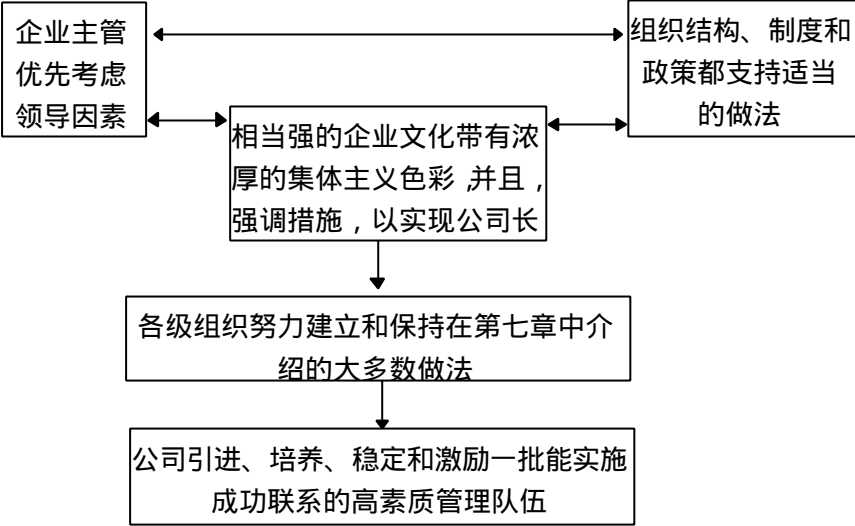 企业主管
优先考虑
领导因素
组织结构、制度和
政策都支持适当
的做法
相当强的企业文化带有浓
厚的集体主义色彩,并且，
强调措施，以实现公司长
各级组织努力建立和保持在第七章中介
绍的大多数做法
公司引进、培养、稳定和激励一批能实施
成功联系的高素质管理队伍